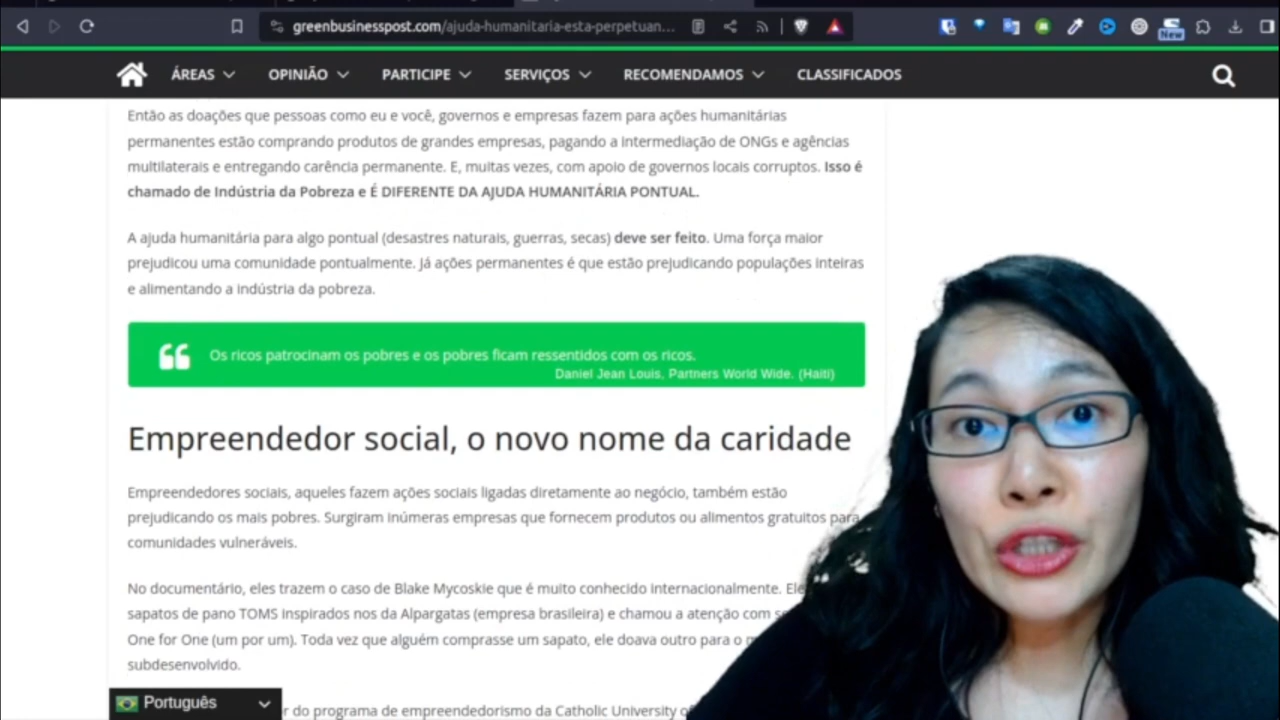 greenbusinesspost.com/ajuda-humanitaria-esta-perpetuan...
New
ÁREAS OPINIÃO PARTICIPE SERVIÇOS RECOMENDAMOS CLASSIFICADOS
Então as doações que pessoas como eu e você, governos e empresas fazem para ações humanitárias
permanentes estão comprando produtos de grandes empresas, pagando a intermediação de ONGs e agências
multilaterais e entregando carência permanente. E, muitas vezes, com apoio de governos locais corruptos. Isso é
chamado de Indústria da Pobreza e É DIFERENTE DA AJUDA HUMANITÁRIA PONTUAL.
A ajuda humanitária para algo pontual (desastres naturais, guerras, secas) deve ser feito. Uma força maior
prejudicou uma comunidade pontualmente. Já ações permanentes é que estão prejudicando populações inteiras
e alimentando a indústria da pobreza.
Os ricos patrocinam os pobres e os pobres ficam ressentidos com os ricos.
Daniel Jean Louis, Partners World Wide. (Haiti)
Empreendedor social, o novo nome da caridade
Empreendedores sociais, aqueles fazem ações sociais ligadas diretamente ao negócio, também estão
prejudicando os mais pobres. Surgiram inúmeras empresas que fornecem produtos ou alimentos gratuitos para
comunidades vulneráveis.
No documentário, eles trazem o caso de Blake Mycoskie que é muito conhecido internacionalmente.
sapatos de pano TOMS inspirados nos da Alpargatas (empresa brasileira) e chamou a atenção com
One for One (um por um). Toda vez que alguém comprasse um sapato, ele doava outro para o
subdesenvolvido.
Português
do programa de empreendedorismo da Catholic University of